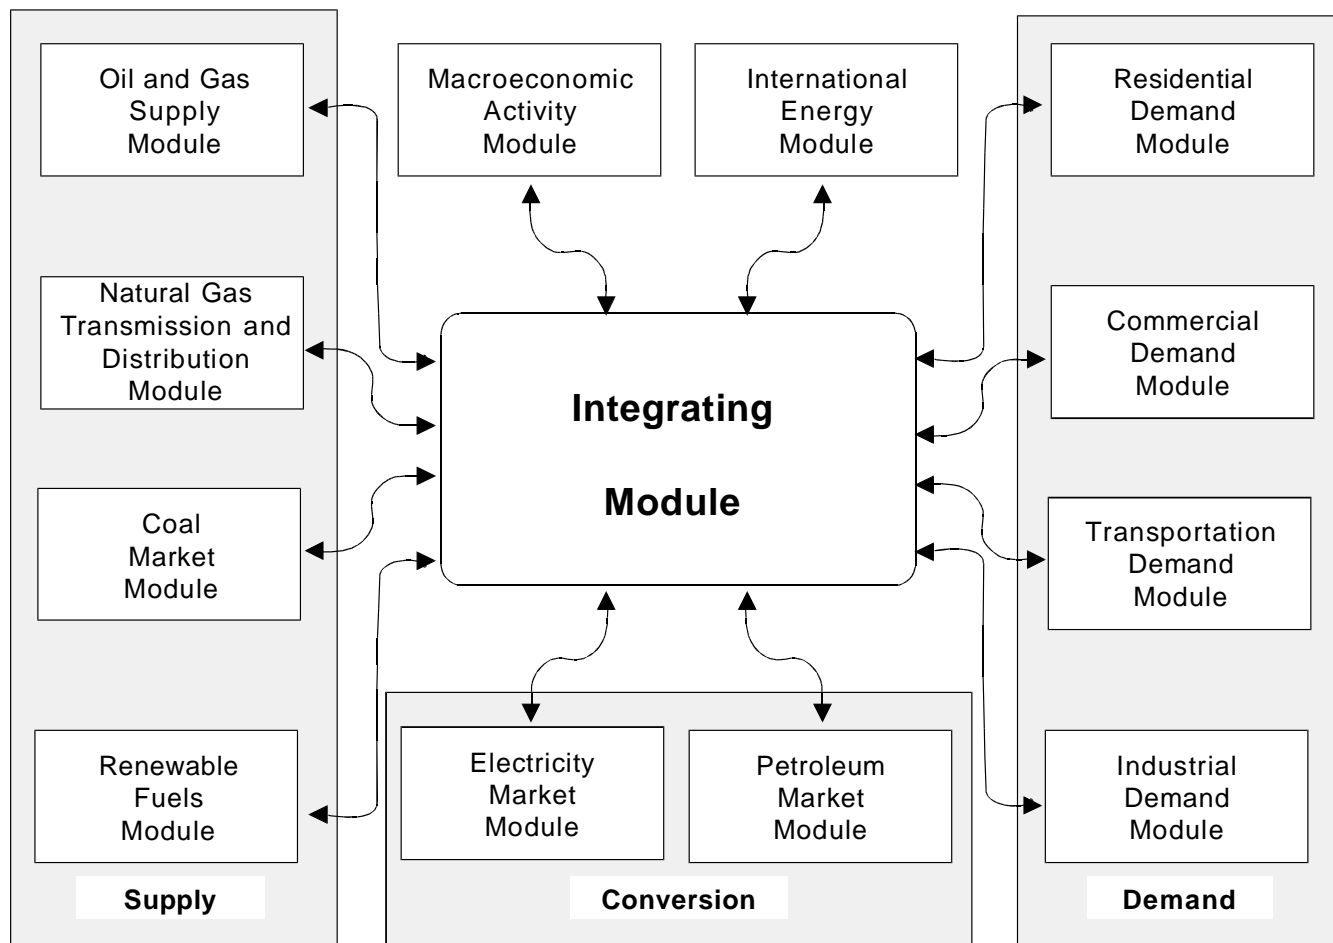 Oil and Gas
Supply
Module
Macroeconomic
Activity
Module
International
Energy
Module
Residential
Demand
Module
Natural Gas
Transmission and
Distribution
Module
Commercial
Demand
Module
Integrating
Module
Coal
Market
Module
Transportation
Demand
Module
Renewable
Fuels
Module
Electricity
Market
Module
Petroleum
Market
Module
Industrial
Demand
Module
Supply
Conversion
Demand